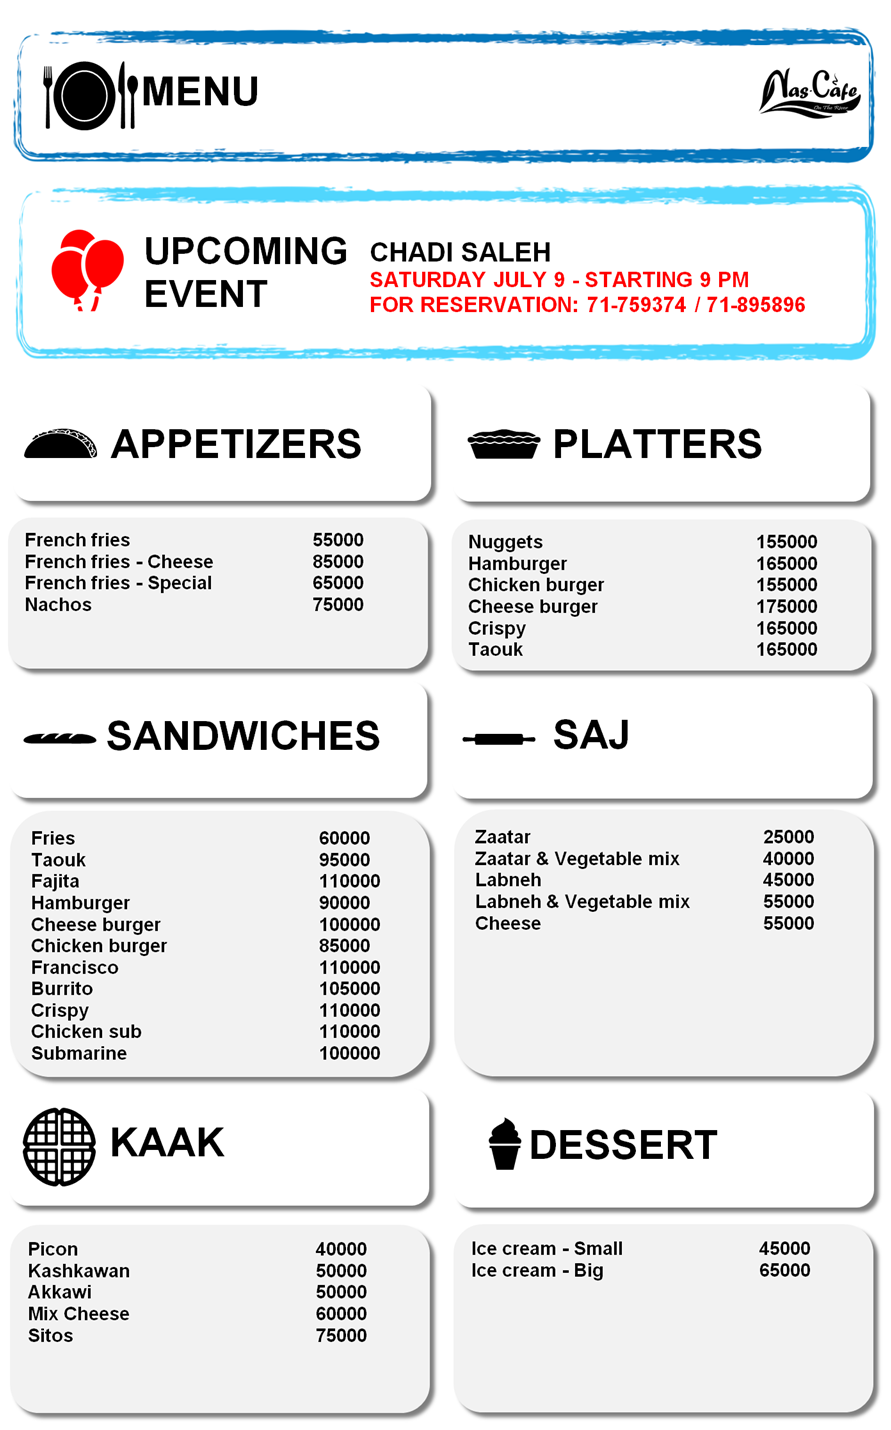 MENU
Nas Cafe
On The River
UPCOMING
EVENT
CHADI SALEH
SATURDAY JULY 9 - STARTING 9 PM
FOR RESERVATION: 71-759374 / 71-895896
APPETIZERS
French fries 55000
French fries - Cheese 85000
French fries - Special 65000
Nachos 75000
PLATTERS
Nuggets 155000
Hamburger 165000
Chicken burger 155000
Cheese burger 175000
Crispy 165000
Taouk 165000
SANDWICHES
Fries 60000
Taouk 95000
Fajita 110000
Hamburger 90000
Cheese burger 100000
Chicken burger 85000
Francisco 110000
Burrito 105000
Crispy 110000
Chicken sub 110000
Submarine 100000
SAJ
Zaatar 25000
Zaatar & Vegetable mix 40000
Labneh 45000
Labneh & Vegetable mix 55000
Cheese 55000
KAAK
Picon 40000
Kashkawan 50000
Akkawi 50000
Mix Cheese 60000
Sitos 75000
DESSERT
Ice cream - Small 45000
Ice cream - Big 65000